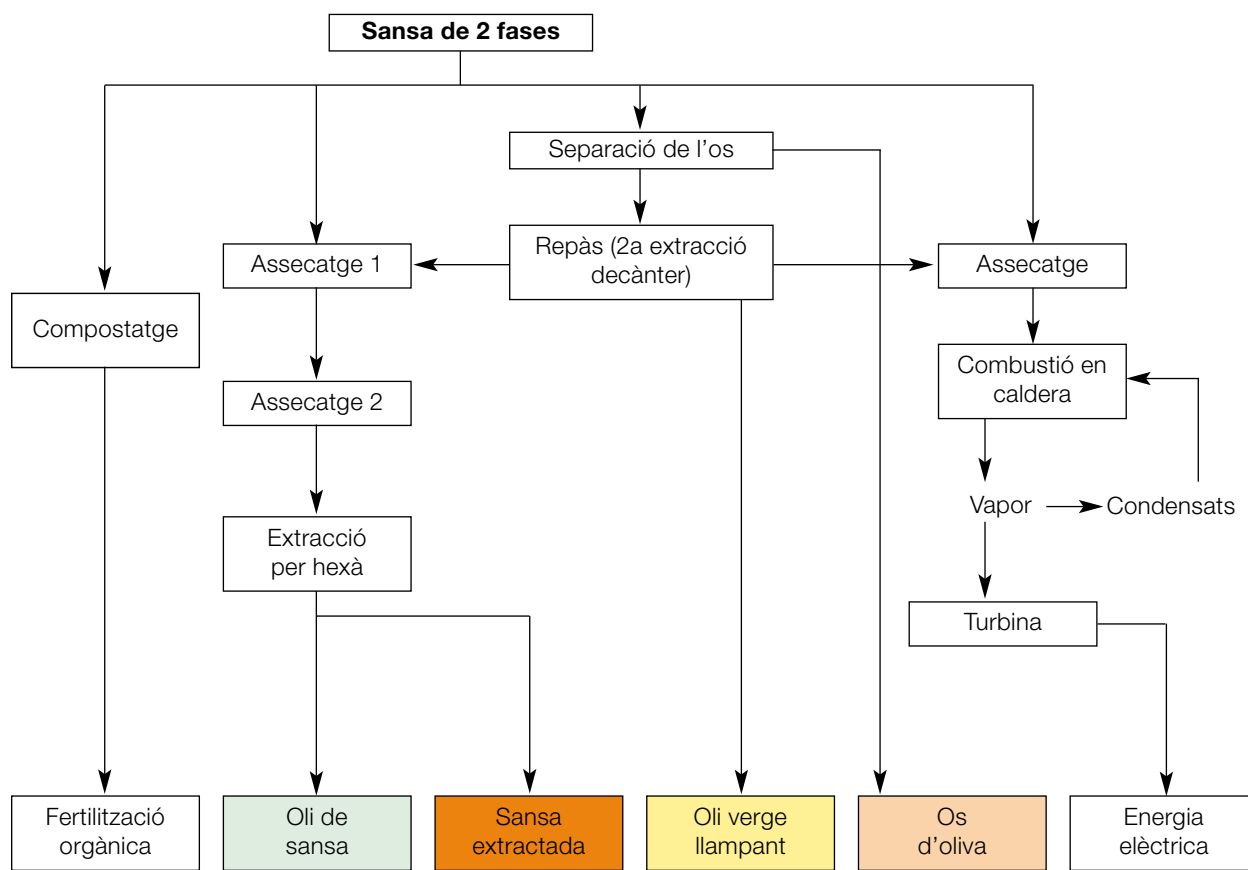 Sansa de 2 fases
Separació de l'os
Repàs (2a extracció
decànter)
Assecatge 1
Assecatge
Compostatge
Combustió en
caldera
Assecatge 2
Vapor
Condensats
Extracció
per hexà
Turbina
Fertilització
orgànica
Oli de
sansa
Sansa
extractada
Oli verge
llampant
Os
d'oliva
Energia
elèctrica